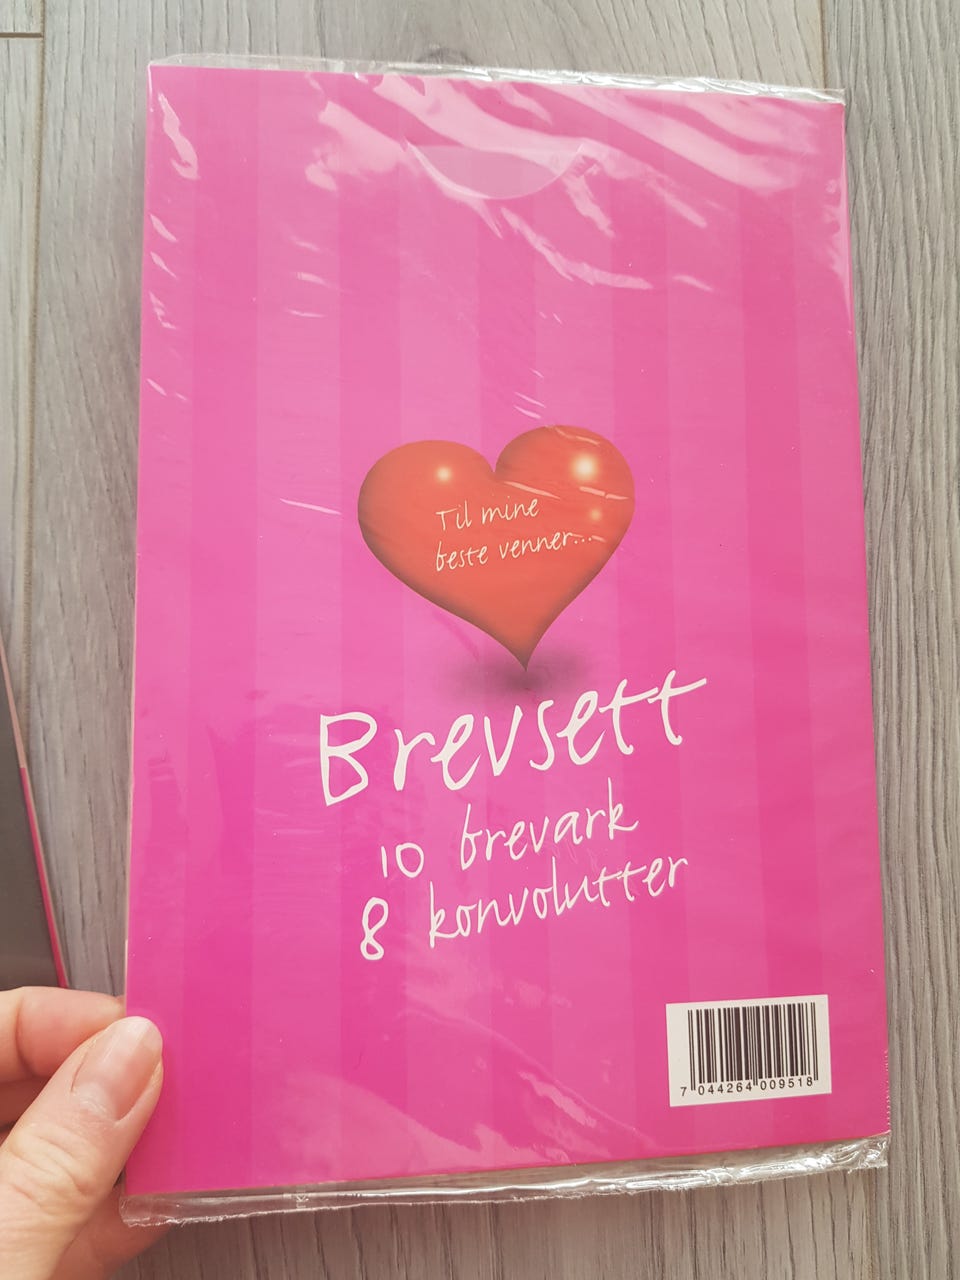 Til mine
beste venner...
Brevsett
10 brevark
8 konvolutter
7 044264 009518